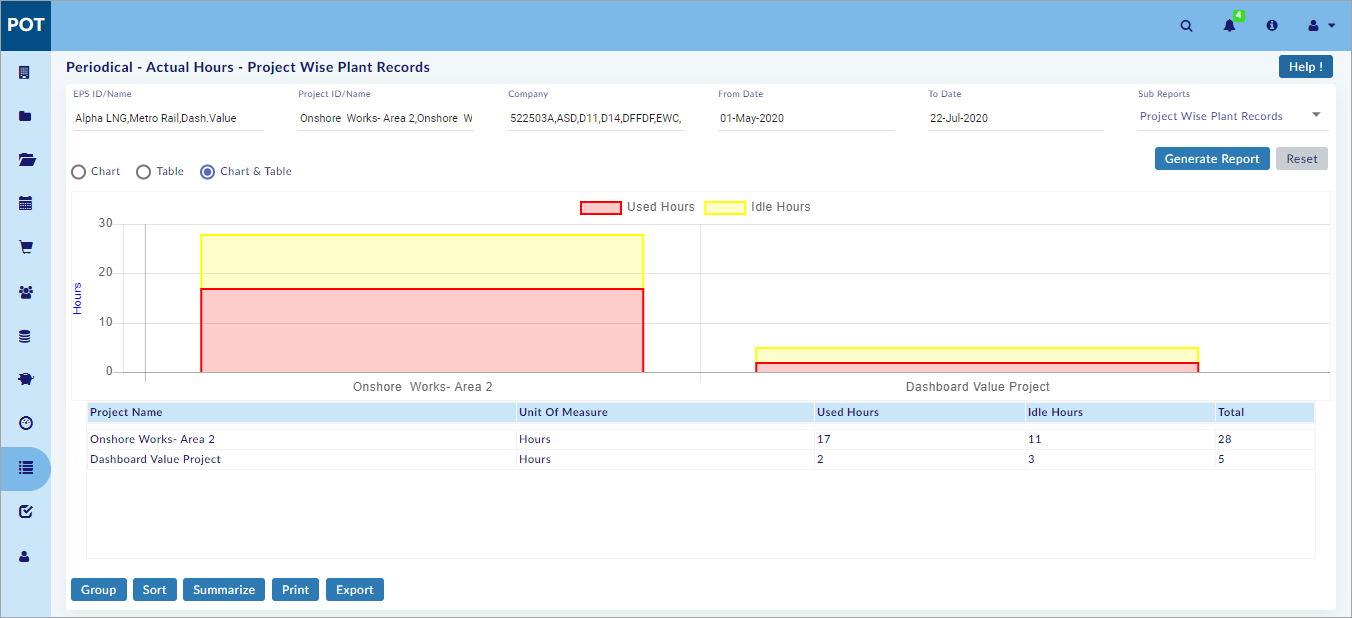 POT
4
Periodical - Actual Hours - Project Wise Plant Records
Help !
EPS ID/Name Project ID/Name Company From Date To Date Sub Reports
Alpha LNG,Metro Rail,Dash.Value Onshore Works- Area 2,Onshore W 522503A,ASD,D11,D14,DFFDF,EWC, 01-May-2020 22-Jul-2020 Project Wise Plant Records
Generate Report Reset
Chart Table Chart & Table
Used Hours Idle Hours
30
20
10
0
Hours
Onshore Works- Area 2 Dashboard Value Project
Project Name Unit Of Measure Used Hours Idle Hours Total
Onshore Works- Area 2 Hours 17 11 28
Dashboard Value Project Hours 2 3 5
Group Sort Summarize Print Export